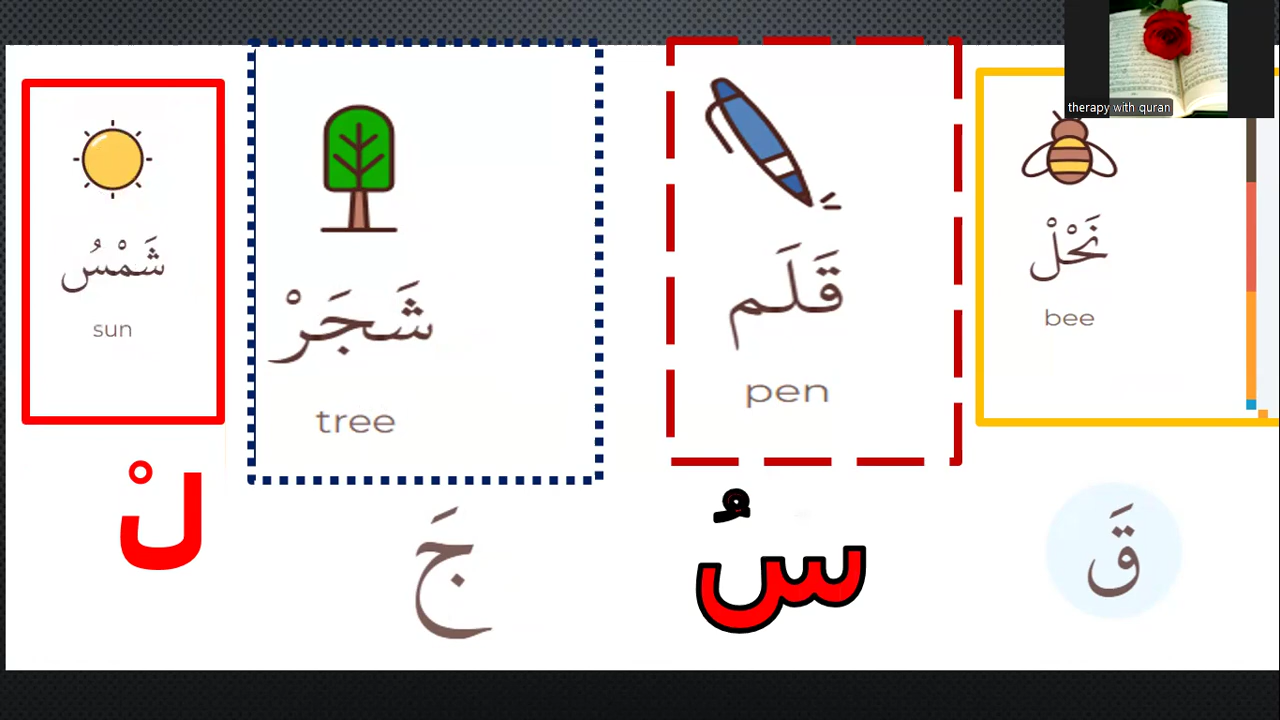 therapy with quran
شَمْسُ
sun
شَجَرْ
tree
قَلَم
pen
نَحْلْ
bee
لْ
جَ
سُ
قَ